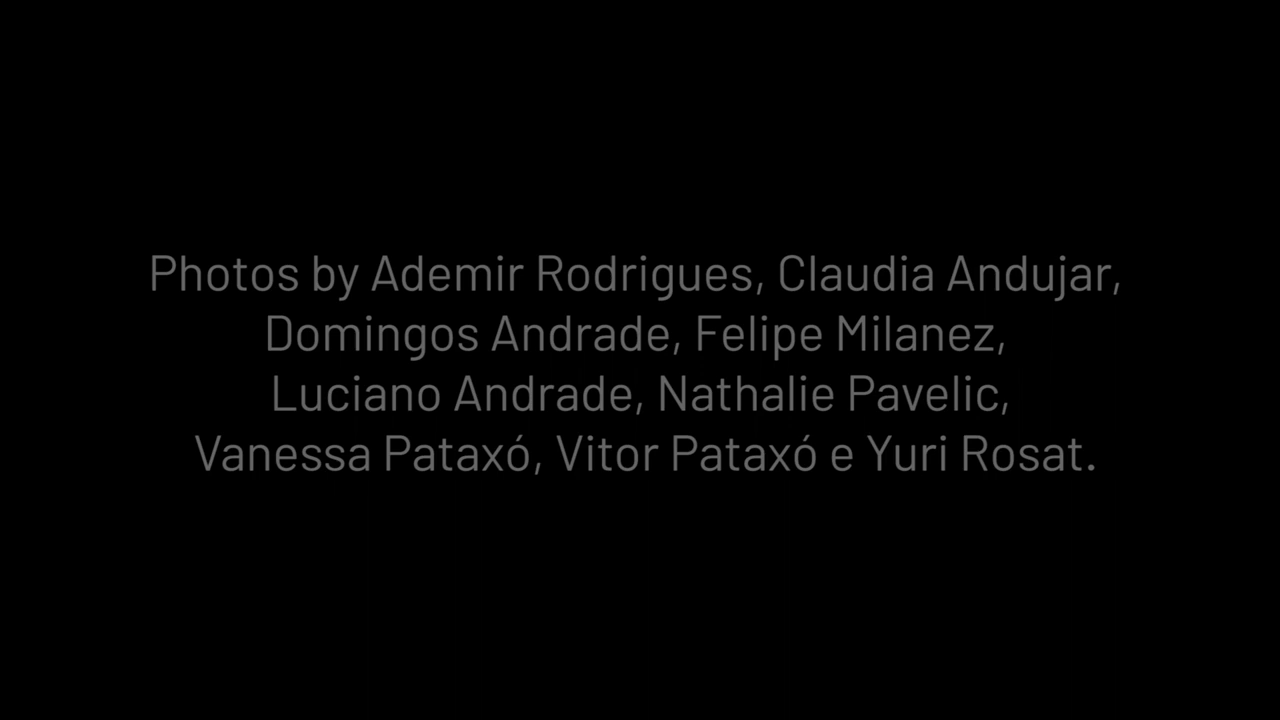 Photos by Ademir Rodrigues, Claudia Andujar,
Domingos Andrade, Felipe Milanez,
Luciano Andrade, Nathalie Pavelic,
Vanessa Pataxó, Vitor Pataxó e Yuri Rosat.